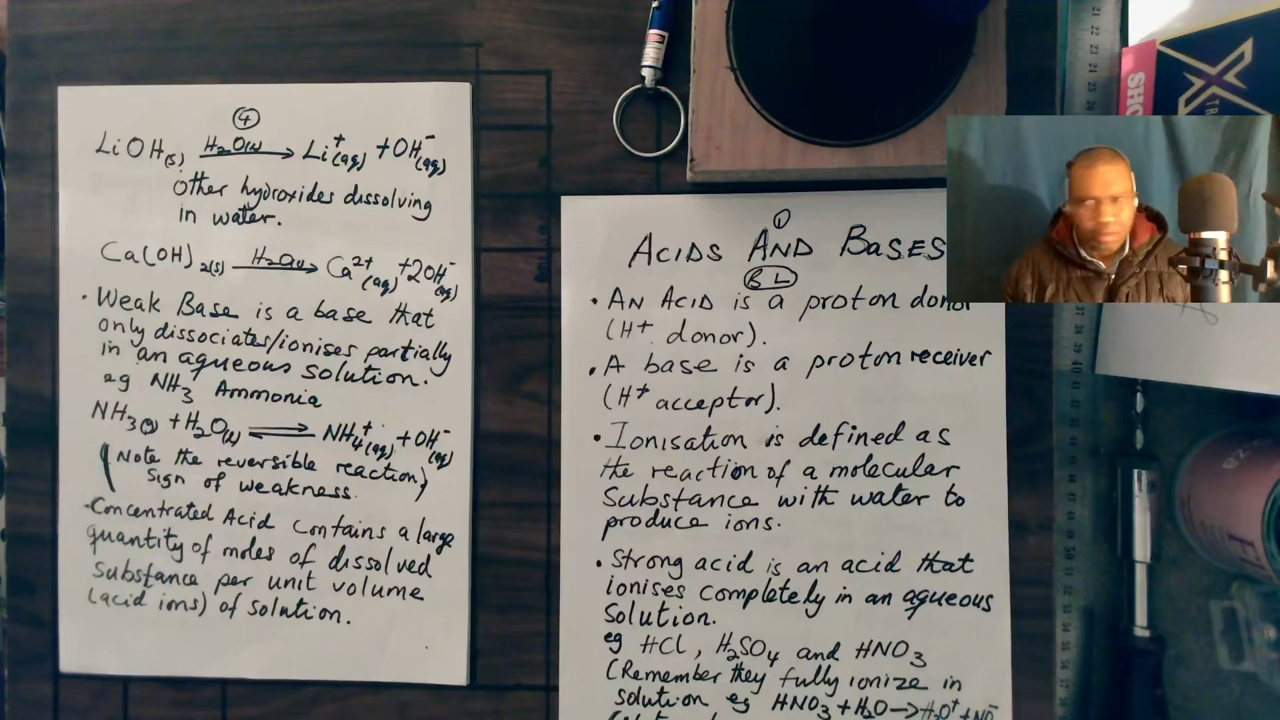 ④
LiOH(s) H₂O(l)→ Li⁺(aq) + OH⁻(aq)
Other hydroxides dissolving
in water.
Ca(OH)₂(s) H₂O(l)→ Ca²⁺(aq) + 2OH⁻(aq)
· Weak Base is a base that
only dissociates/ionises partially
in an aqueous solution.
eg NH₃ Ammonia
NH₃ + H₂O(l) ⇌ NH₄⁺(aq) + OH⁻(aq)
(Note the reversible reaction)
Sign of weakness.
· Concentrated Acid contains a large
quantity of moles of dissolved
substance per unit volume
(acid ions) of solution.
①
ACIDS AND BASES
BL
· AN ACID is a proton donor
(H⁺ donor).
· A base is a proton receiver
(H⁺ acceptor).
· Ionisation is defined as
the reaction of a molecular
Substance with water to
produce ions.
· Strong acid is an acid that
ionises completely in an aqueous
Solution.
eg HCl, H₂SO₄ and HNO₃
(Remember they fully ionize in
solution eg HNO₃ + H₂O → H₃O⁺ + NO₃⁻
SHO
X
TR